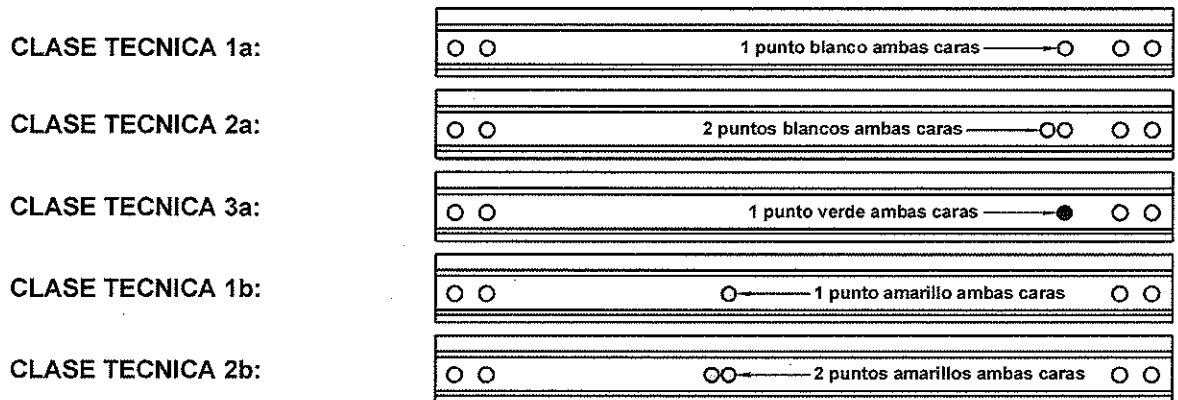 CLASE TECNICA 1a:
1 punto blanco ambas caras
CLASE TECNICA 2a:
2 puntos blancos ambas caras
CLASE TECNICA 3a:
1 punto verde ambas caras
CLASE TECNICA 1b:
1 punto amarillo ambas caras
CLASE TECNICA 2b:
2 puntos amarillos ambas caras